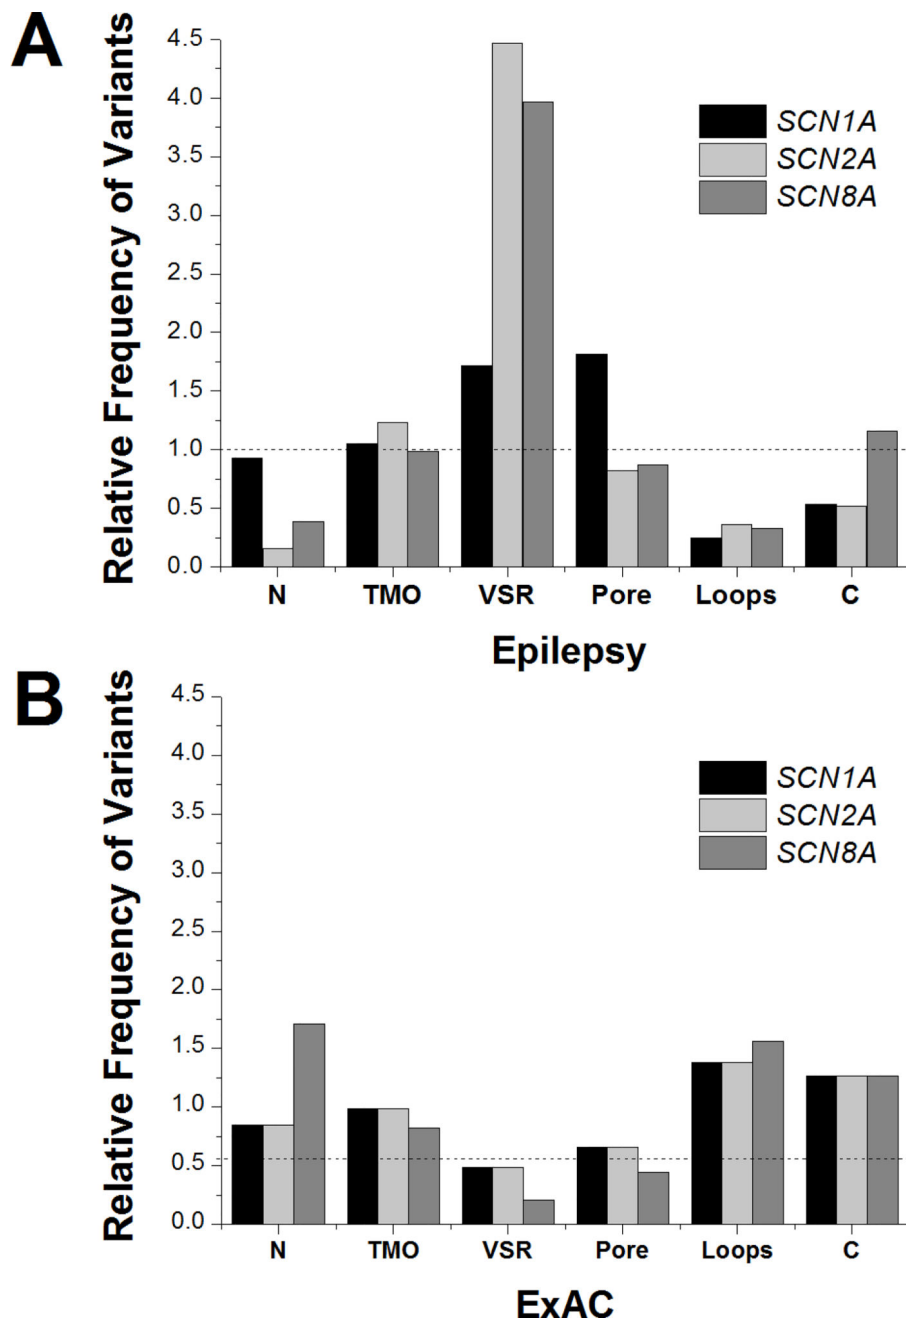 A
Relative Frequency of Variants
4.5
4.0
3.5
3.0
2.5
2.0
1.5
1.0
0.5
0.0
SCN1A
SCN2A
SCN8A
N TMO VSR Pore Loops C
Epilepsy
B
Relative Frequency of Variants
4.5
4.0
3.5
3.0
2.5
2.0
1.5
1.0
0.5
0.0
SCN1A
SCN2A
SCN8A
N TMO VSR Pore Loops C
ExAC